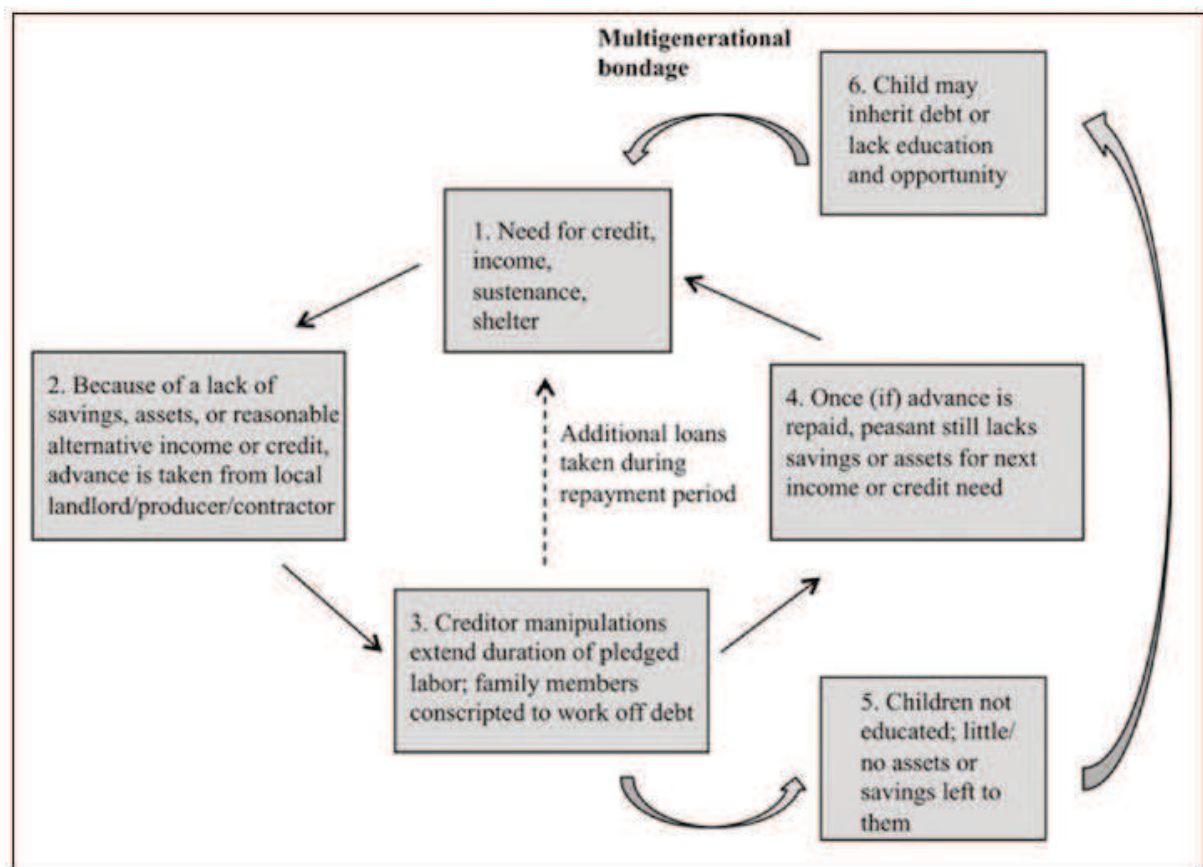 Multigenerational
bondage
6. Child may
inherit debt or
lack education
and opportunity
1. Need for credit,
income,
sustenance,
shelter
2. Because of a lack of
savings, assets, or reasonable
alternative income or credit,
advance is taken from local
landlord/producer/contractor
Additional loans
taken during
repayment period
4. Once (if) advance is
repaid, peasant still lacks
savings or assets for next
income or credit need
3. Creditor manipulations
extend duration of pledged
labor; family members
conscripted to work off debt
5. Children not
educated; little/
no assets or
savings left to
them